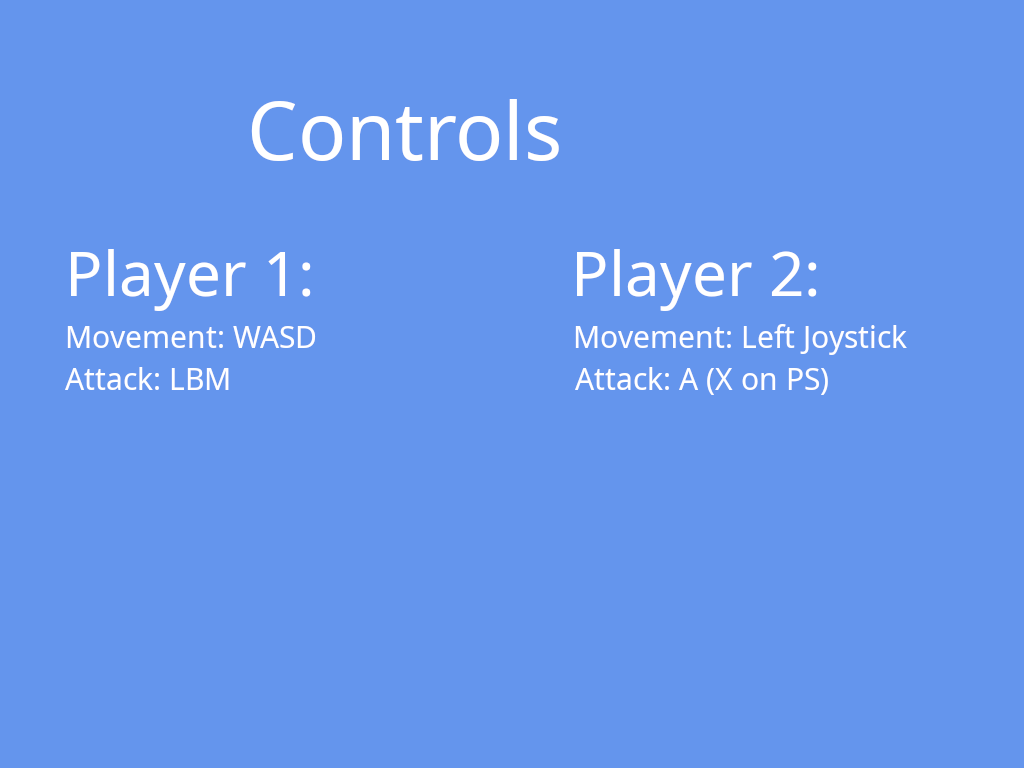 Controls
Player 1:
Movement: WASD
Attack: LBM
Player 2:
Movement: Left Joystick
Attack: A (X on PS)